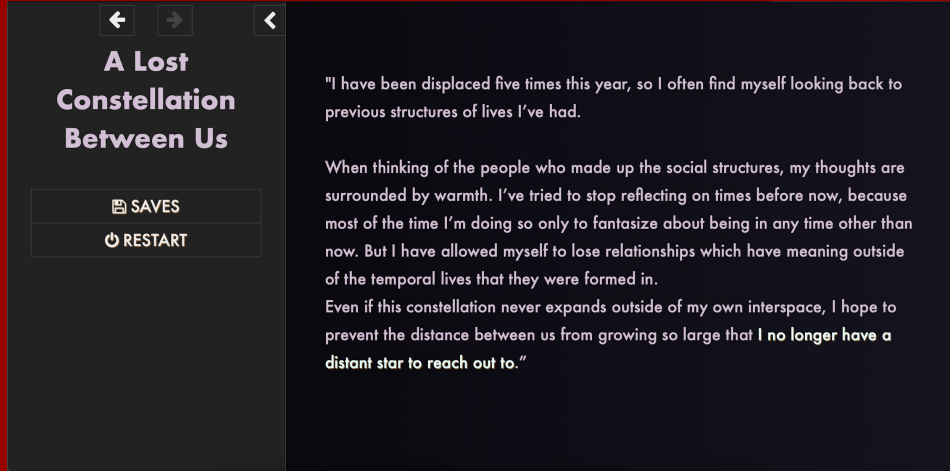 A Lost
Constellation
Between Us
SAVES
RESTART
"I have been displaced five times this year, so I often find myself looking back to
previous structures of lives I've had.
When thinking of the people who made up the social structures, my thoughts are
surrounded by warmth. I've tried to stop reflecting on times before now, because
most of the time I'm doing so only to fantasize about being in any time other than
now. But I have allowed myself to lose relationships which have meaning outside
of the temporal lives that they were formed in.
Even if this constellation never expands outside of my own interspace, I hope to
prevent the distance between us from growing so large that I no longer have a
distant star to reach out to.”